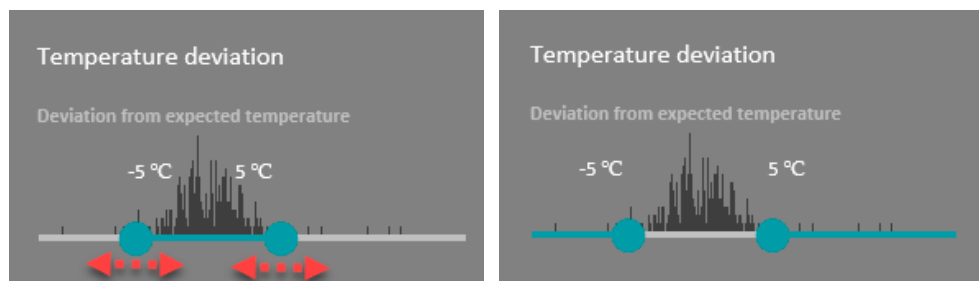 Temperature deviation
Deviation from expected temperature
-5 °C 5 °C
Temperature deviation
Deviation from expected temperature
-5 °C 5 °C